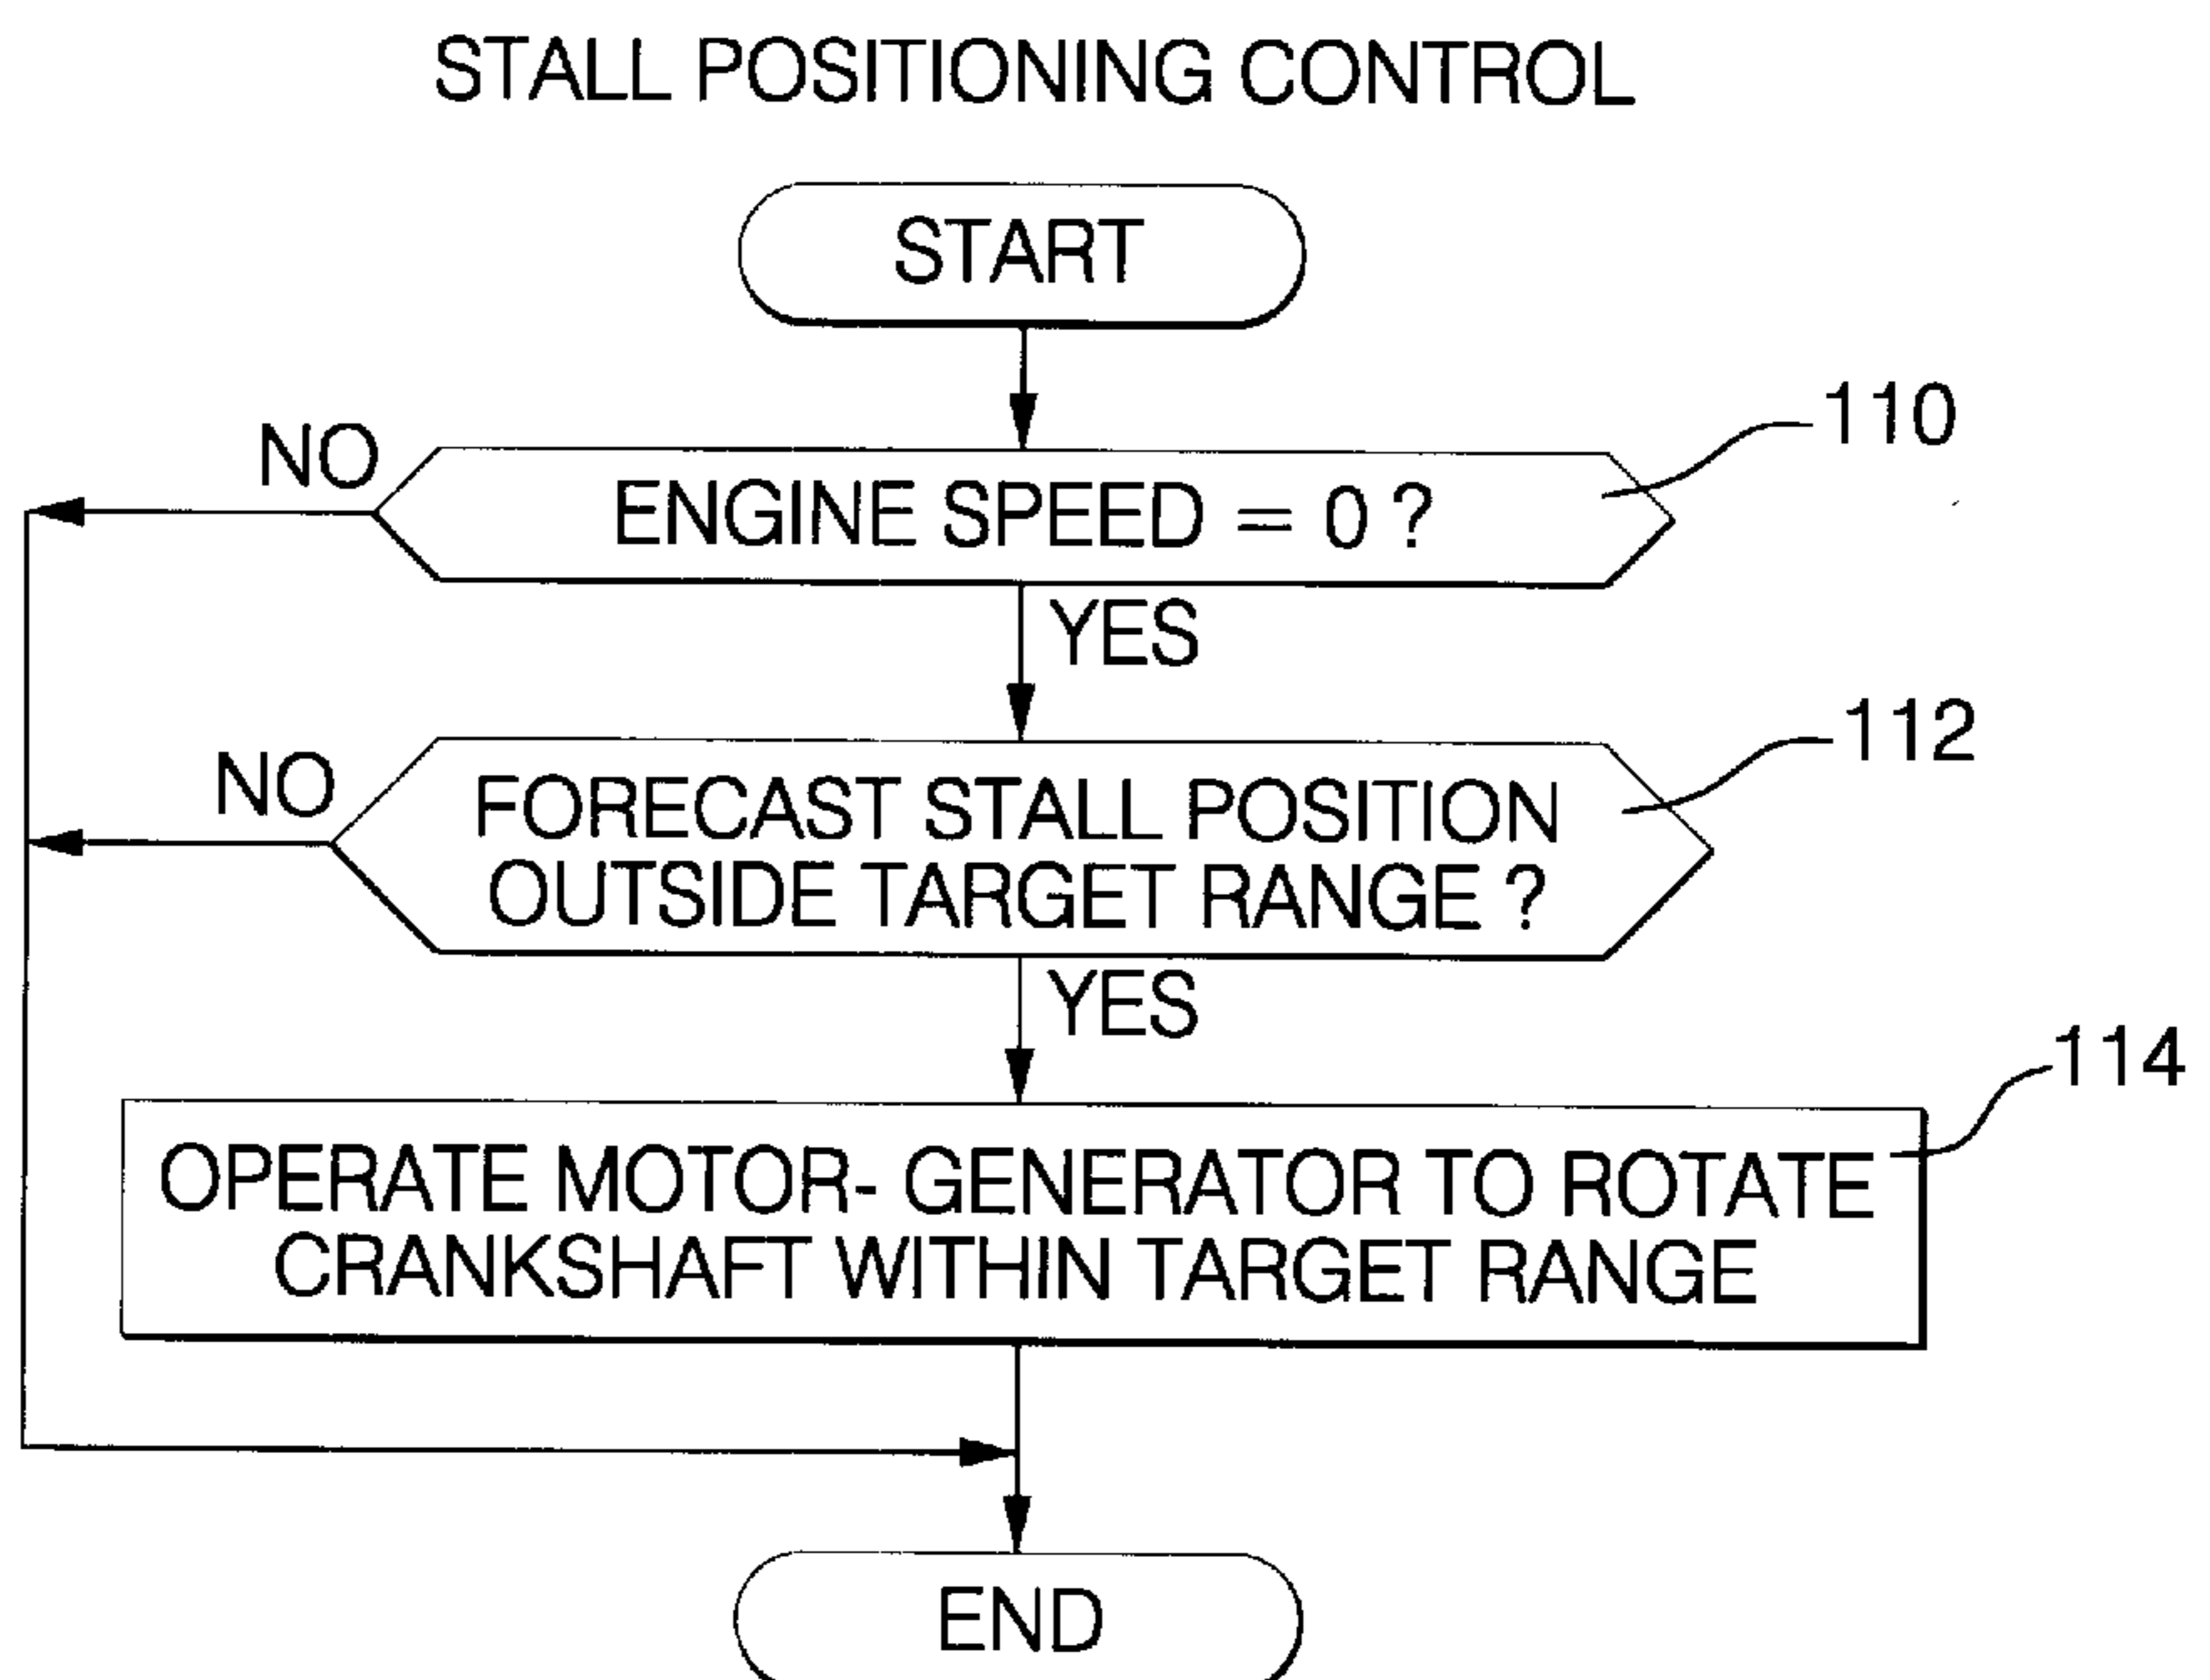 STALL POSITIONING CONTROL
START
110
NO
ENGINE SPEED = 0 ?
YES
112
NO
FORECAST STALL POSITION
OUTSIDE TARGET RANGE ?
YES
114
OPERATE MOTOR- GENERATOR TO ROTATE
CRANKSHAFT WITHIN TARGET RANGE
END